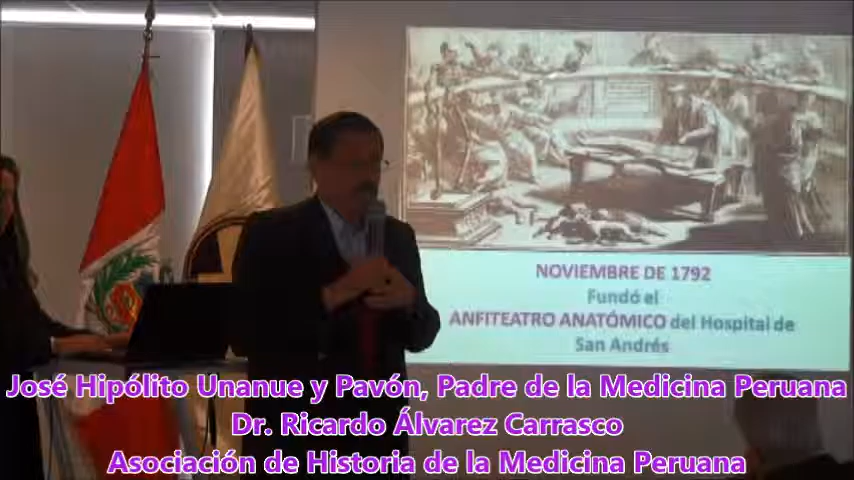 NOVIEMBRE DE 1792
Fundó el
ANFITEATRO ANATÓMICO del Hospital de
San Andrés
José Hipólito Unanue y Pavón, Padre de la Medicina Peruana
Dr. Ricardo Álvarez Carrasco
Asociación de Historia de la Medicina Peruana